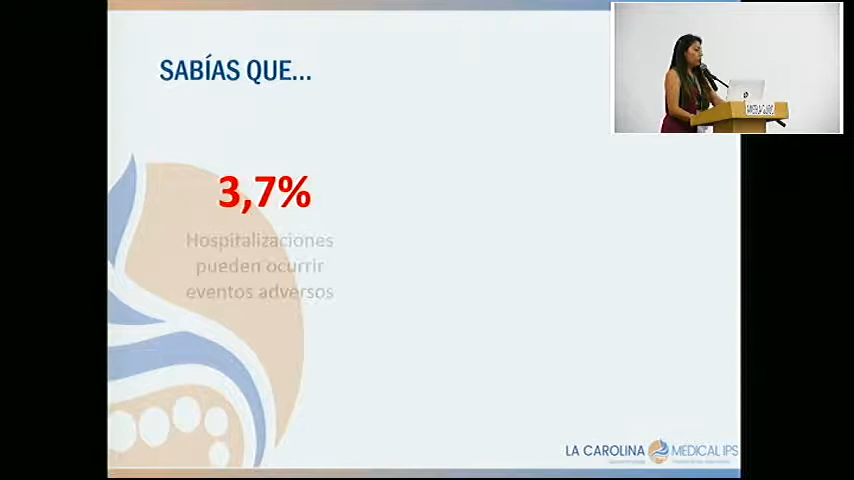 SABÍAS QUE...
3,7%
Hospitalizaciones
pueden ocurrir
eventos adversos
LA CAROLINA MEDICAL IPS